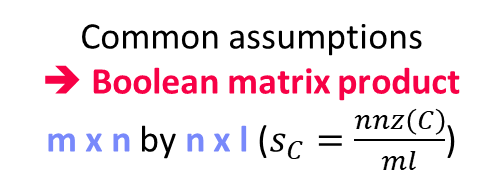 Common assumptions
➔ Boolean matrix product
m x n by n x l (s_C = nnz(C)/ml)